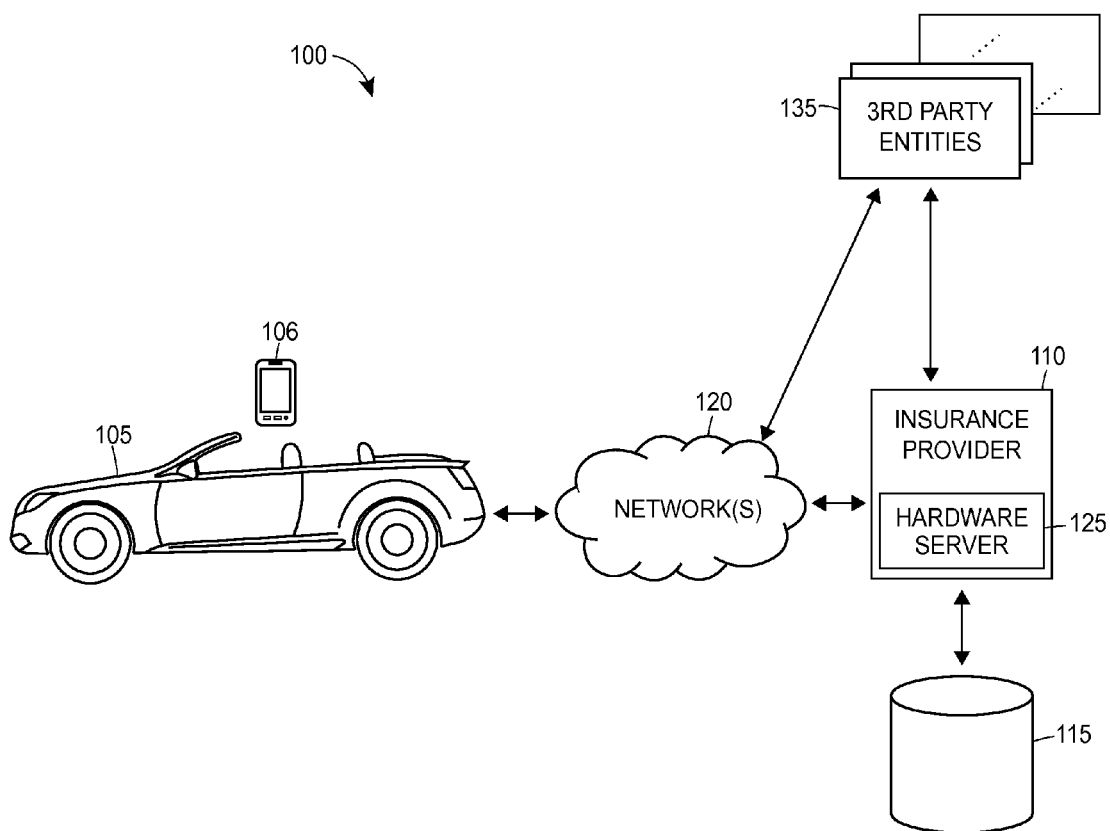 100
135
3RD PARTY
ENTITIES
106
105
120
NETWORK(S)
110
INSURANCE
PROVIDER
HARDWARE
SERVER
125
115